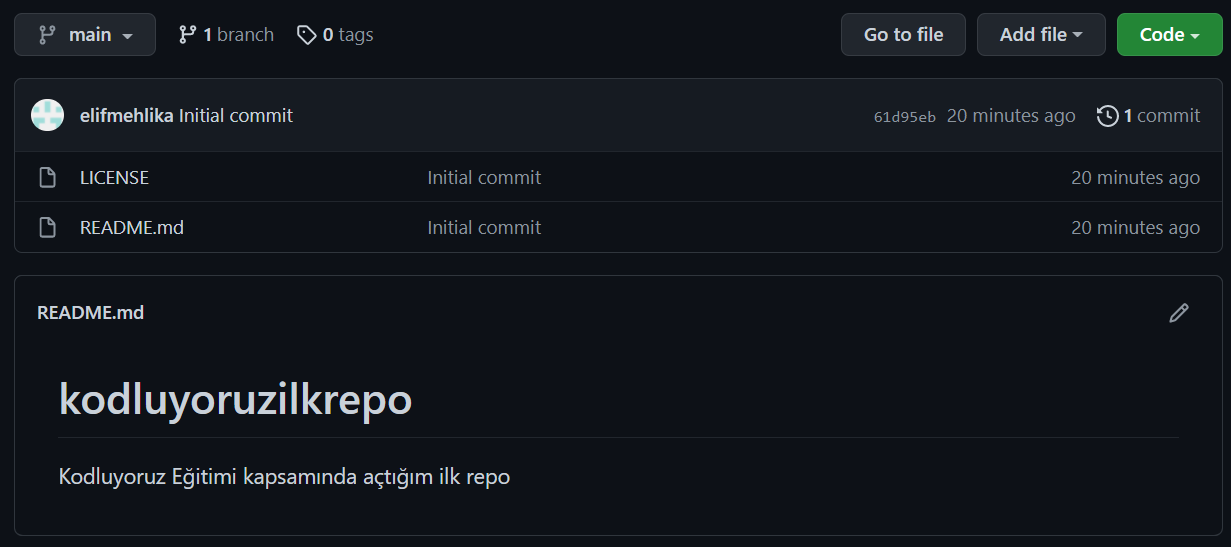 main 1 branch 0 tags Go to file Add file Code
elifmehlika Initial commit 61d95eb 20 minutes ago 1 commit
LICENSE Initial commit 20 minutes ago
README.md Initial commit 20 minutes ago
README.md
kodluyoruzilkrepo
Kodluyoruz Eğitimi kapsamında açtığım ilk repo